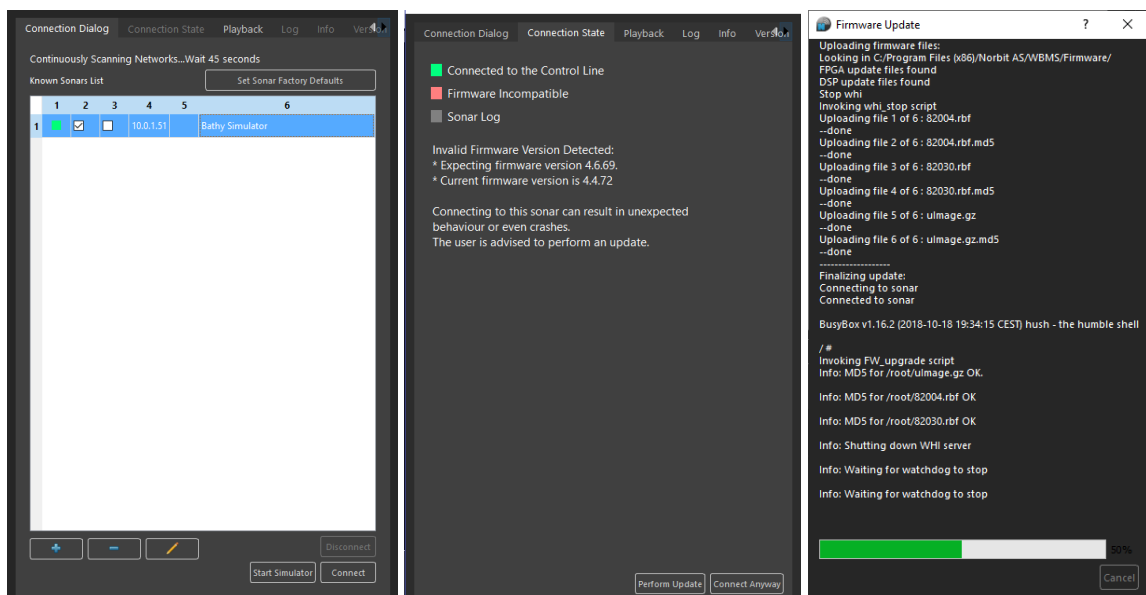 Connection Dialog Connection State Playback Log Info Version
Continuously Scanning Networks...Wait 45 seconds
Known Sonars List
Set Sonar Factory Defaults
1 2 3 4 5 6
1 10.0.1.51 Bathy Simulator
Disconnect
Start Simulator Connect
Connection Dialog Connection State Playback Log Info Version
Connected to the Control Line
Firmware Incompatible
Sonar Log
Invalid Firmware Version Detected:
* Expecting firmware version 4.6.69.
* Current firmware version is 4.4.72
Connecting to this sonar can result in unexpected
behaviour or even crashes.
The user is advised to perform an update.
Perform Update Connect Anyway
Firmware Update ?
Uploading firmware files:
Looking in C:/Program Files (x86)/Norbit AS/WBMS/Firmware/
FPGA update files found
DSP update files found
Stop whi
Invoking whi_stop script
Uploading file 1 of 6 : 82004.rbf
--done
Uploading file 2 of 6 : 82004.rbf.md5
--done
Uploading file 3 of 6 : 82030.rbf
--done
Uploading file 4 of 6 : 82030.rbf.md5
--done
Uploading file 5 of 6 : uImage.gz
--done
Uploading file 6 of 6 : uImage.gz.md5
--done
-------------------
Finalizing update:
Connecting to sonar
Connected to sonar
BusyBox v1.16.2 (2018-10-18 19:34:15 CEST) hush - the humble shell
/ #
Invoking FW_upgrade script
Info: MD5 for /root/uImage.gz OK.
Info: MD5 for /root/82004.rbf OK
Info: MD5 for /root/82030.rbf OK
Info: Shutting down WHI server
Info: Waiting for watchdog to stop
Info: Waiting for watchdog to stop
50%
Cancel